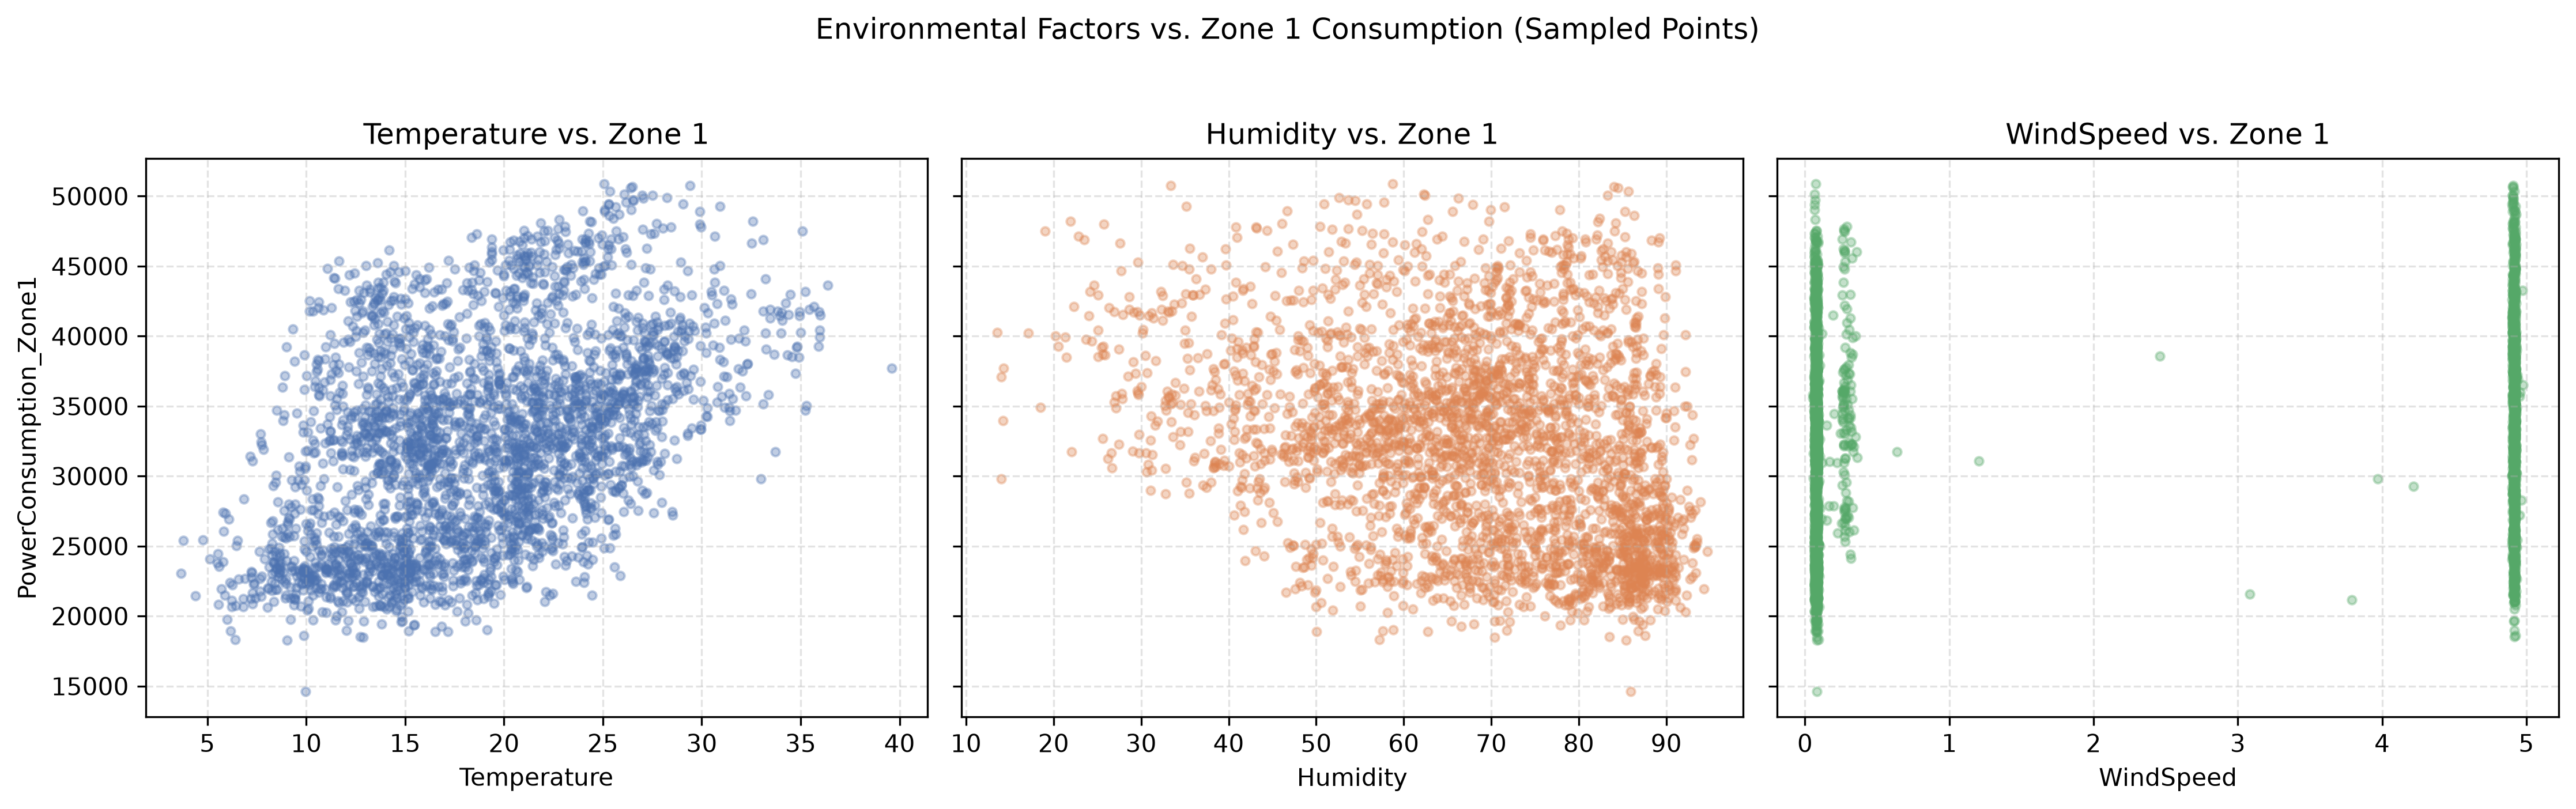 Environmental Factors vs. Zone 1 Consumption (Sampled Points)
Temperature vs. Zone 1
Humidity vs. Zone 1
WindSpeed vs. Zone 1
PowerConsumption_Zone1
50000
45000
40000
35000
30000
25000
20000
15000
5 10 15 20 25 30 35 40
10 20 30 40 50 60 70 80 90
0 1 2 3 4 5
Temperature
Humidity
WindSpeed